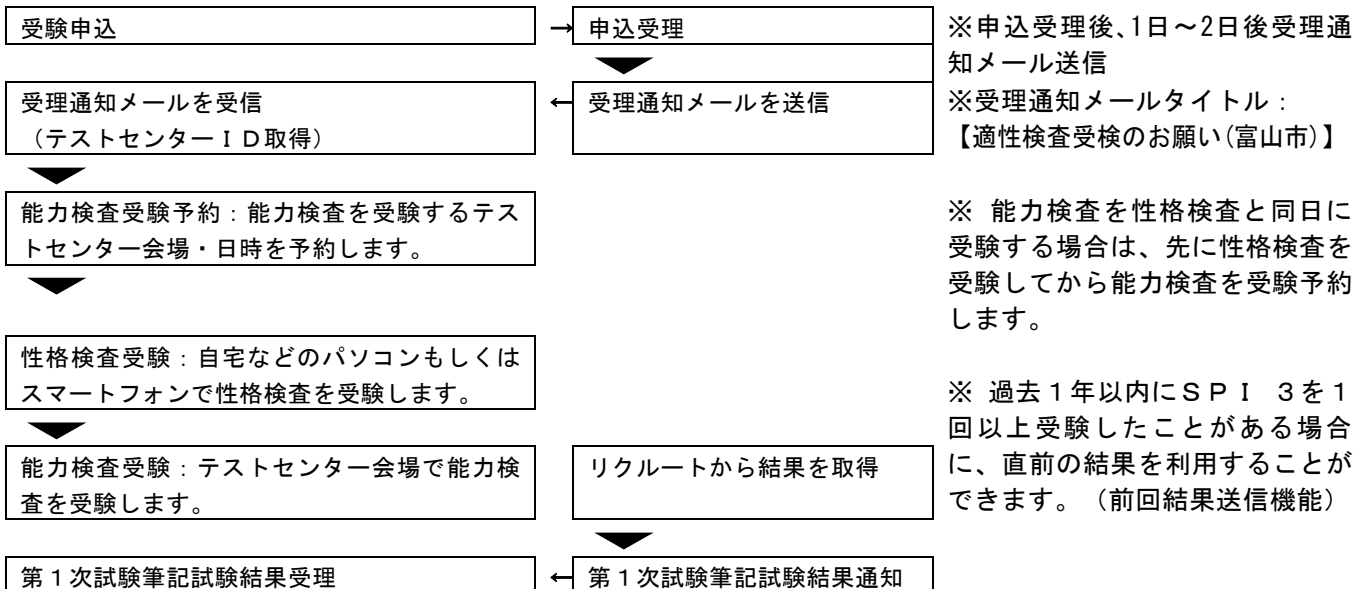 受験申込
→
申込受理
受理通知メールを受信
（テストセンターＩＤ取得）
←
受理通知メールを送信
能力検査受験予約：能力検査を受験するテス
トセンター会場・日時を予約します。
性格検査受験：自宅などのパソコンもしくは
スマートフォンで性格検査を受験します。
能力検査受験：テストセンター会場で能力検
査を受験します。
リクルートから結果を取得
第１次試験筆記試験結果受理
←
第１次試験筆記試験結果通知
※申込受理後、1日～2日後受理通
知メール送信
※受理通知メールタイトル：
【適性検査受検のお願い(富山市)】
※ 能力検査を性格検査と同日に
受験する場合は、先に性格検査を
受験してから能力検査を受験予約
します。
※ 過去１年以内にＳＰＩ ３を１
回以上受験したことがある場合
に、直前の結果を利用することが
できます。（前回結果送信機能）